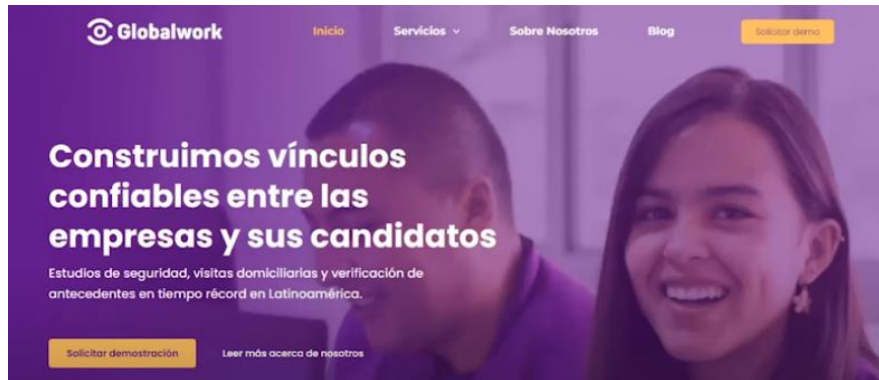 Globalwork
Inicio
Servicios
Sobre Nosotros
Blog
Solicitar demo
Construimos vínculos
confiables entre las
empresas y sus candidatos
Estudios de seguridad, visitas domiciliarias y verificación de
antecedentes en tiempo récord en Latinoamérica.
Solicitar demostración
Leer más acerca de nosotros